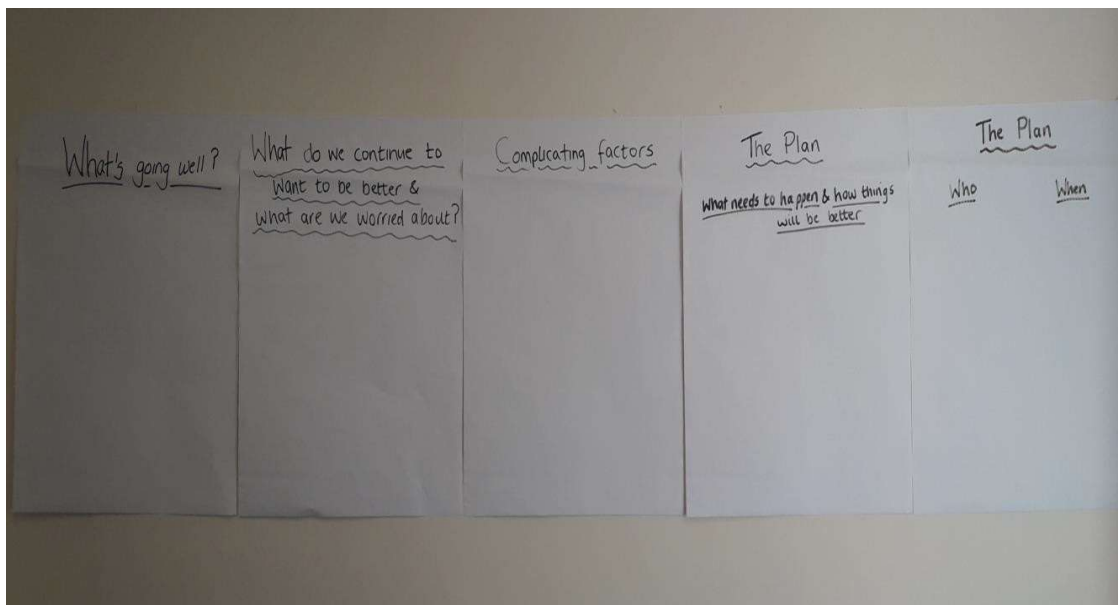 What's going well?
What do we continue to
Want to be better &
what are we worried about?
Complicating factors
The Plan
What needs to happen & how things
will be better
The Plan
Who When